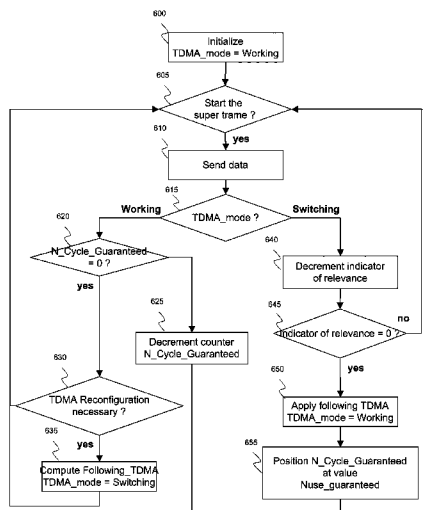 600
Initialize
TDMA_mode = Working
605
Start the
super trame ?
yes
610
Send data
615
TDMA_mode ?
Working
Switching
620
N_Cycle_Guaranteed
= 0 ?
yes
640
Decrement indicator
of relevance
625
Decrement counter
N_Cycle_Guaranteed
645
Indicator of relevance = 0 ?
no
yes
630
TDMA Reconfiguration
necessary ?
yes
650
Apply following TDMA
TDMA_mode = Working
635
Compute Following_TDMA
TDMA_mode = Switching
655
Position N_Cycle_Guaranteed
at value
Nuse_guaranteed